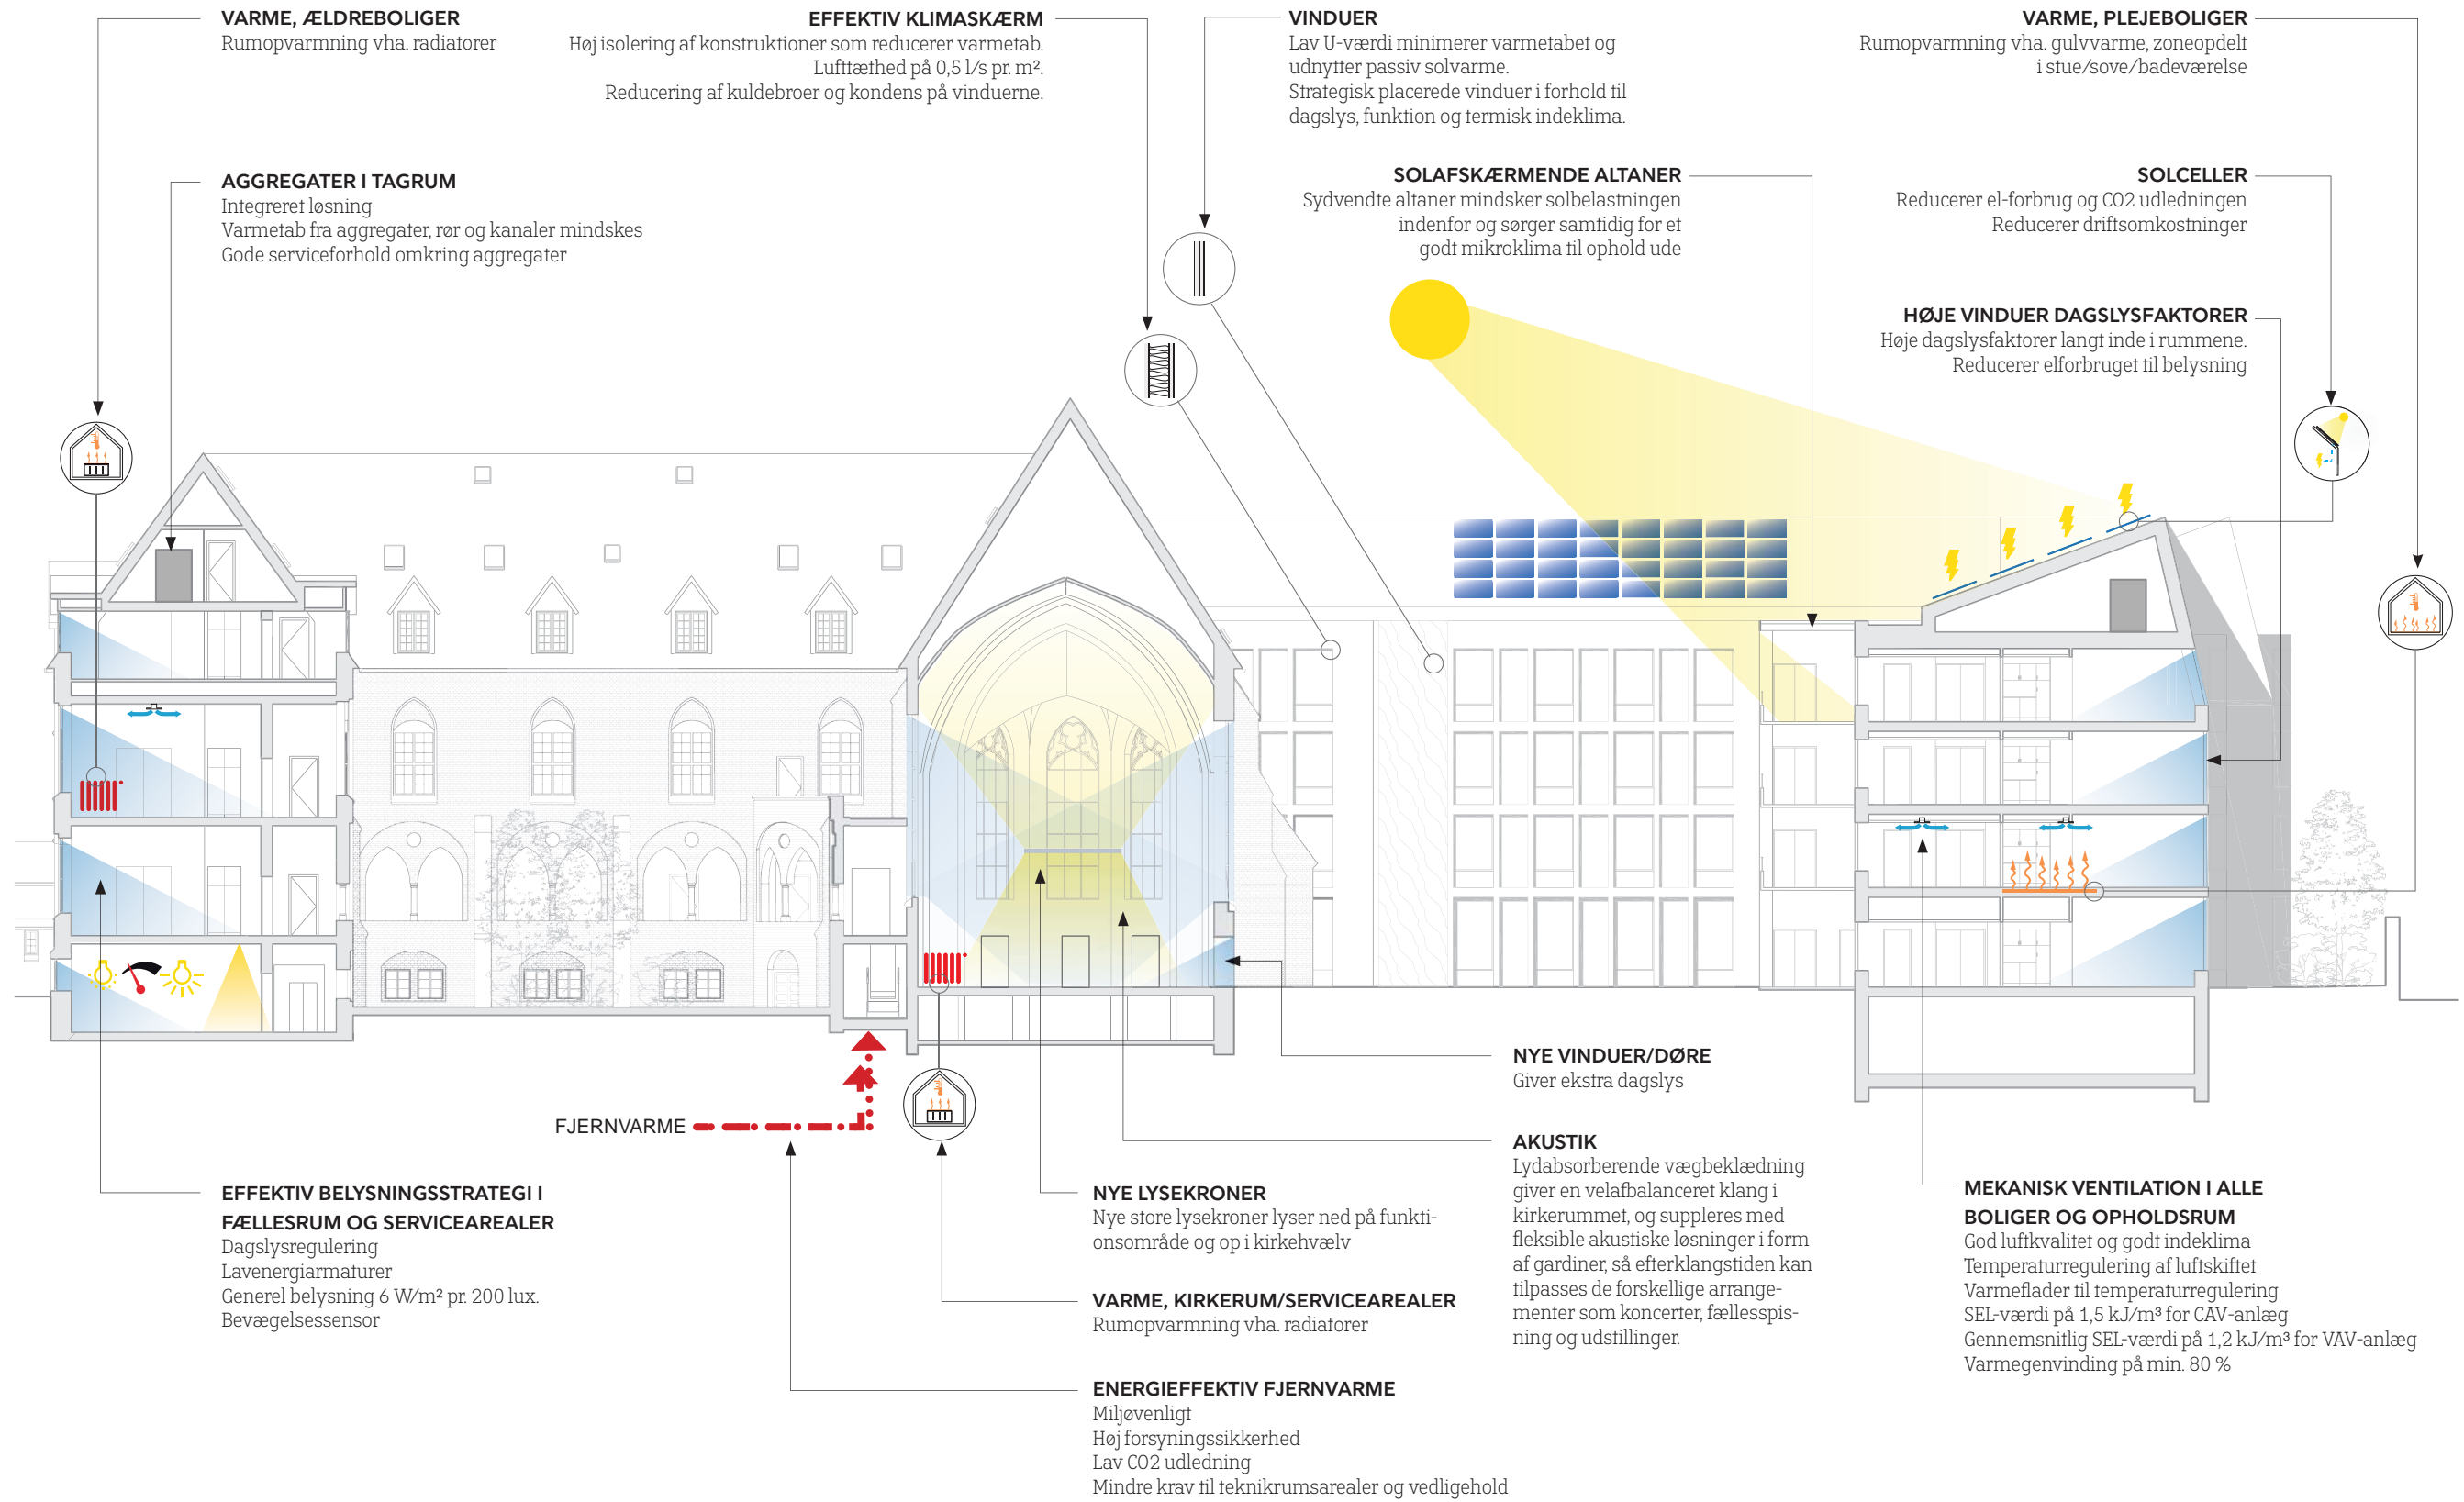 VARME, ÆLDREBOLIGER
Rumopvarmning vha. radiatorer
EFFEKTIV KLIMASKÆRM
Høj isolering af konstruktioner som reducerer varmetab.
Lufttæthed på 0,5 l/s pr. m².
Reducering af kuldebroer og kondens på vinduerne.
VINDUER
Lav U-værdi minimerer varmetabet og
udnytter passiv solvarme.
Strategisk placerede vinduer i forhold til
dagslys, funktion og termisk indeklima.
VARME, PLEJEBOLIGER
Rumopvarmning vha. gulvvarme, zoneopdelt
i stue/sove/badeværelse
AGGREGATER I TAGRUM
Integreret løsning
Varmetab fra aggregater, rør og kanaler mindskes
Gode serviceforhold omkring aggregater
SOLAFSKÆRMENDE ALTANER
Sydvendte altaner mindsker solbelastningen
indenfor og sørger samtidig for et
godt mikroklima til ophold ude
SOLCELLER
Reducerer el-forbrug og CO2 udledningen
Reducerer driftsomkostninger
HØJE VINDUER DAGSLYSFAKTORER
Høje dagslysfaktorer langt inde i rummene.
Reducerer elforbruget til belysning
FJERNVARME
EFFEKTIV BELYSNINGSSTRATEGI I
FÆLLESRUM OG SERVICEAREALER
Dagslysregulering
Lavenergiarmaturer
Generel belysning 6 W/m² pr. 200 lux.
Bevægelsessensor
NYE LYSEKRONER
Nye store lysekroner lyser ned på funkti-
onsområde og op i kirkehvælv
VARME, KIRKERUM/SERVICEAREALER
Rumopvarmning vha. radiatorer
ENERGIEFFEKTIV FJERNVARME
Miljøvenligt
Høj forsyningssikkerhed
Lav CO2 udledning
Mindre krav til teknikrumsarealer og vedligehold
NYE VINDUER/DØRE
Giver ekstra dagslys
AKUSTIK
Lydabsorberende vægbeklædning
giver en velafbalanceret klang i
kirkerummet, og suppleres med
fleksible akustiske løsninger i form
af gardiner, så efterklangstiden kan
tilpasses de forskellige arrange-
menter som koncerter, fællesspis-
ning og udstillinger.
MEKANISK VENTILATION I ALLE
BOLIGER OG OPHOLDSRUM
God luftkvalitet og godt indeklima
Temperaturregulering af luftskiftet
Varmeflader til temperaturregulering
SEL-værdi på 1,5 kJ/m³ for CAV-anlæg
Gennemsnitlig SEL-værdi på 1,2 kJ/m³ for VAV-anlæg
Varmegenvinding på min. 80 %